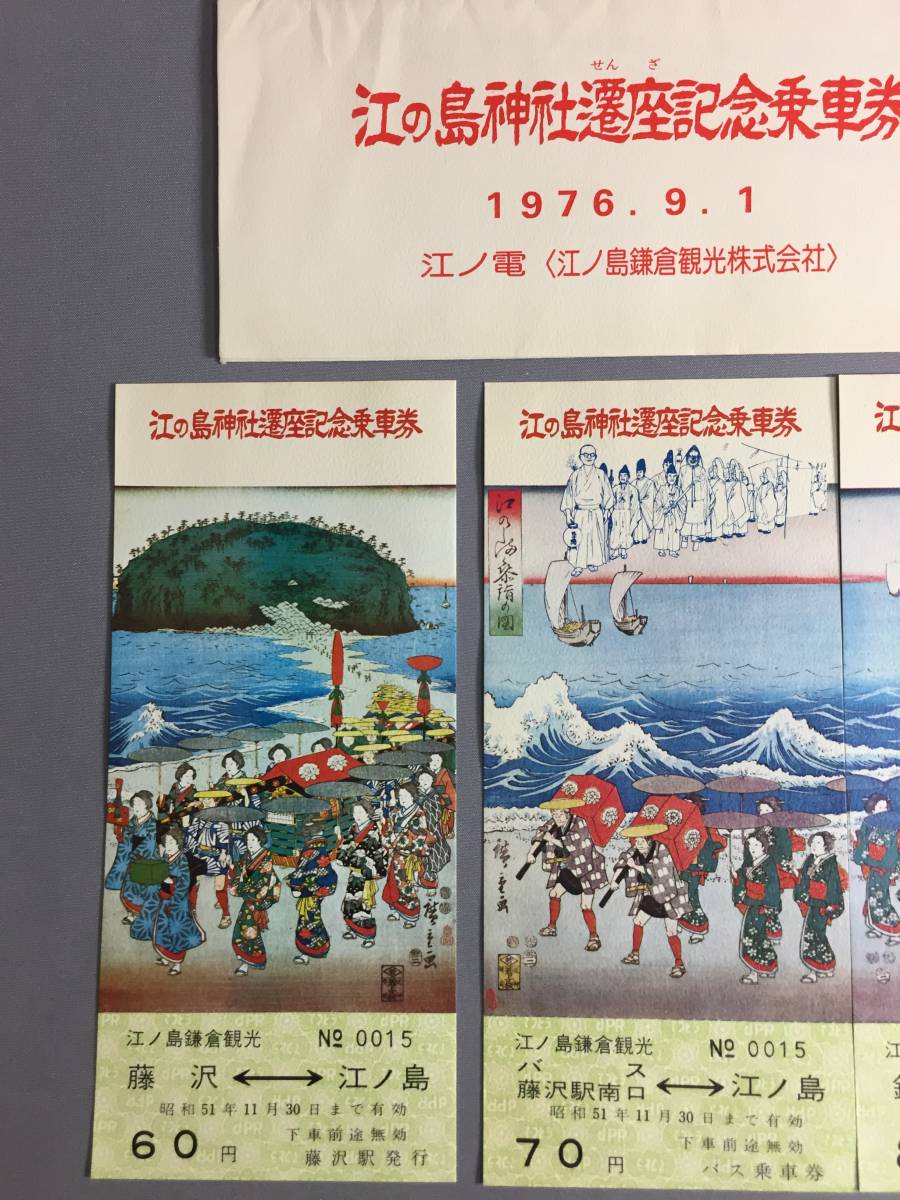 せんざ
江の島神社遷座記念乗車券
1976.9.1
江ノ電〈江ノ島鎌倉観光株式会社〉
江の島神社遷座記念乗車券
廣重画
江ノ島鎌倉観光 № 0015
藤沢 ⟷ 江ノ島
昭和51年11月30日まで有効
60円
下車前途無効
藤沢駅発行
江の島神社遷座記念乗車券
廣重画
江ノ島鎌倉観光 № 0015
バス
藤沢駅南口 ⟷ 江ノ島
昭和51年11月30日まで有効
70円
下車前途無効
バス乗車券
江